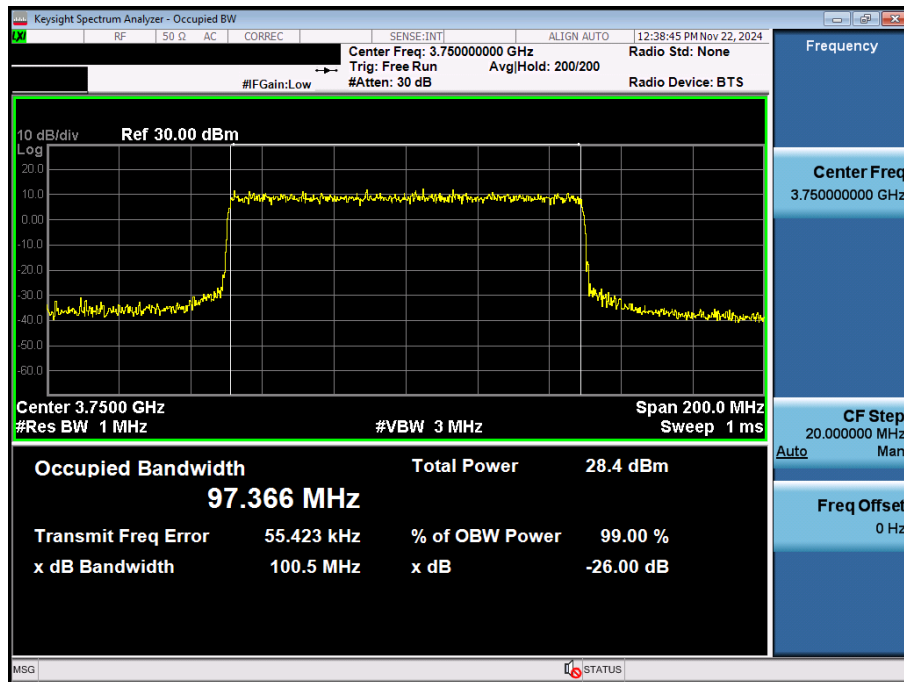 Keysight Spectrum Analyzer - Occupied BW
LXI RF 50 Ω AC CORREC SENSE:INT ALIGN AUTO 12:38:45 PM Nov 22, 2024
Center Freq: 3.750000000 GHz Radio Std: None
Trig: Free Run Avg|Hold: 200/200
#IFGain:Low #Atten: 30 dB Radio Device: BTS
10 dB/div Ref 30.00 dBm
Log
20.0
10.0
0.00
-10.0
-20.0
-30.0
-40.0
-50.0
-60.0
Center 3.7500 GHz Span 200.0 MHz
#Res BW 1 MHz #VBW 3 MHz Sweep 1 ms
Occupied Bandwidth Total Power 28.4 dBm
97.366 MHz
Transmit Freq Error 55.423 kHz % of OBW Power 99.00 %
x dB Bandwidth 100.5 MHz x dB -26.00 dB
MSG STATUS
Frequency
Center Freq
3.750000000 GHz
CF Step
20.000000 MHz
Auto Man
Freq Offset
0 Hz